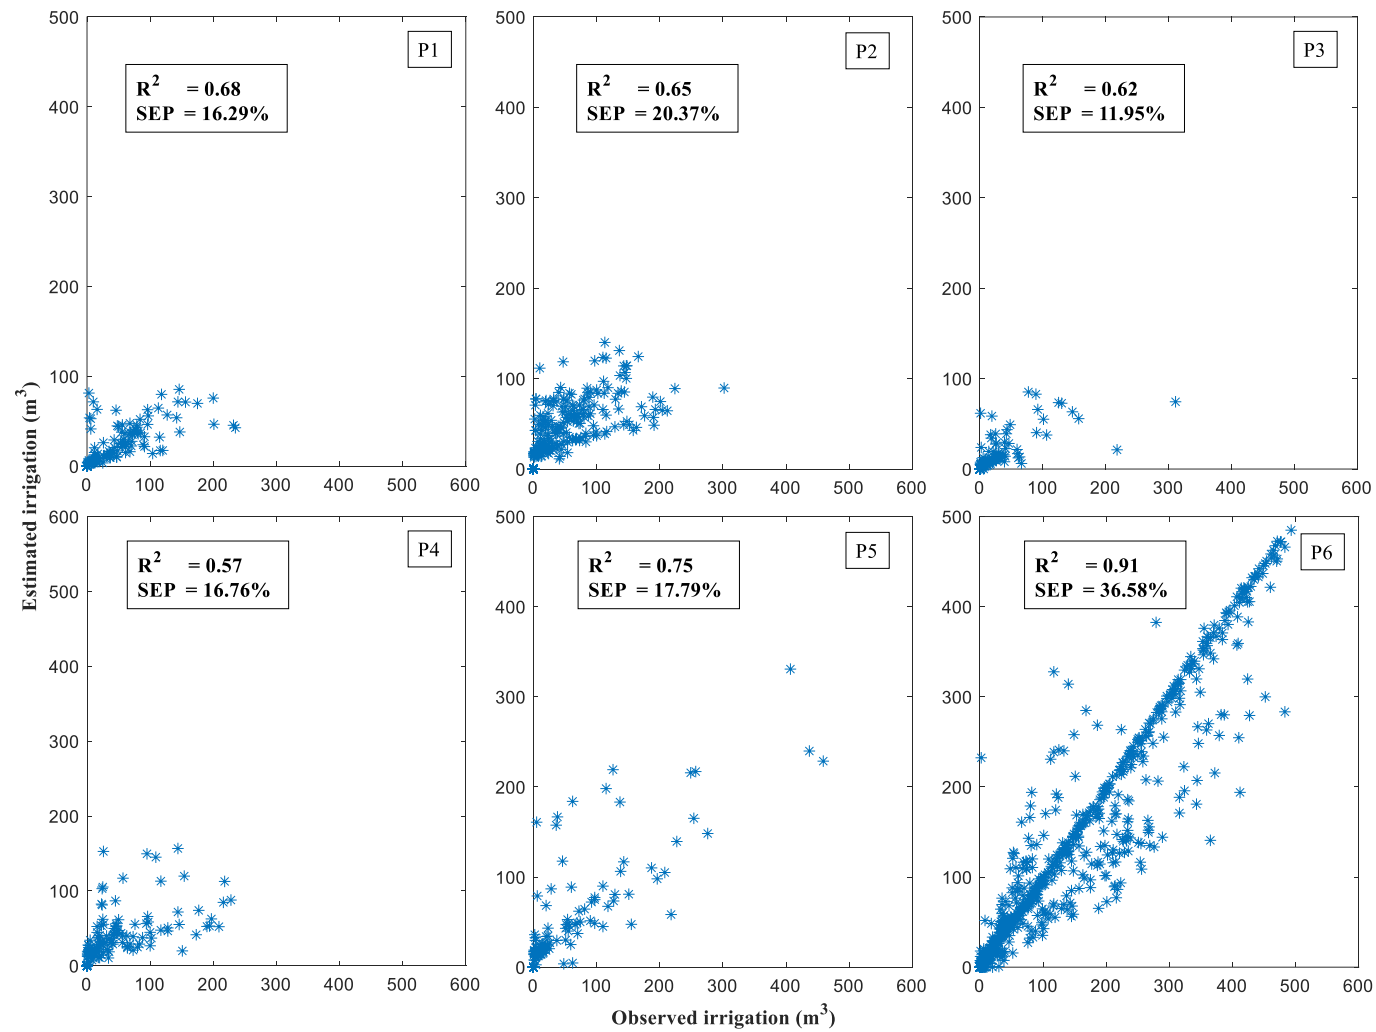 P1
R² = 0.68
SEP = 16.29%
500
400
300
200
100
0
0 100 200 300 400 500 600
P2
R² = 0.65
SEP = 20.37%
500
400
300
200
100
0
0 100 200 300 400 500 600
P3
R² = 0.62
SEP = 11.95%
500
400
300
200
100
0
0 100 200 300 400 500 600
Estimated irrigation (m³)
P4
R² = 0.57
SEP = 16.76%
600
500
400
300
200
100
0
0 100 200 300 400 500 600
P5
R² = 0.75
SEP = 17.79%
500
400
300
200
100
0
0 100 200 300 400 500 600
P6
R² = 0.91
SEP = 36.58%
500
400
300
200
100
0
0 100 200 300 400 500 600
Observed irrigation (m³)